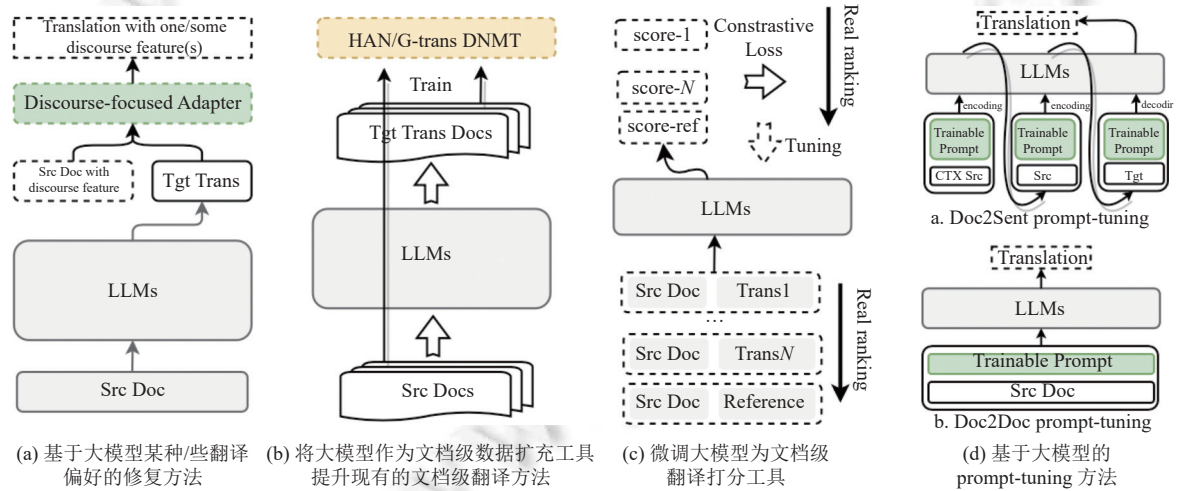 Translation with one/some
discourse feature(s)
Discourse-focused Adapter
Src Doc with
discourse feature
Tgt Trans
LLMs
Src Doc
(a) 基于大模型某种/些翻译
偏好的修复方法
HAN/G-trans DNMT
Train
Tgt Trans Docs
LLMs
Src Docs
(b) 将大模型作为文档级数据扩充工具
提升现有的文档级翻译方法
score-1
score-N
score-ref
Constrastive
Loss
Real ranking
Tuning
LLMs
Src Doc Trans1
...
Src Doc TransN
Src Doc Reference
Real ranking
(c) 微调大模型为文档级
翻译打分工具
Translation
LLMs
encoding encoding decodir
Trainable
Prompt
CTX Src
Trainable
Prompt
Src
Trainable
Prompt
Tgt
a. Doc2Sent prompt-tuning
Translation
LLMs
Trainable Prompt
Src Doc
b. Doc2Doc prompt-tuning
(d) 基于大模型的
prompt-tuning 方法